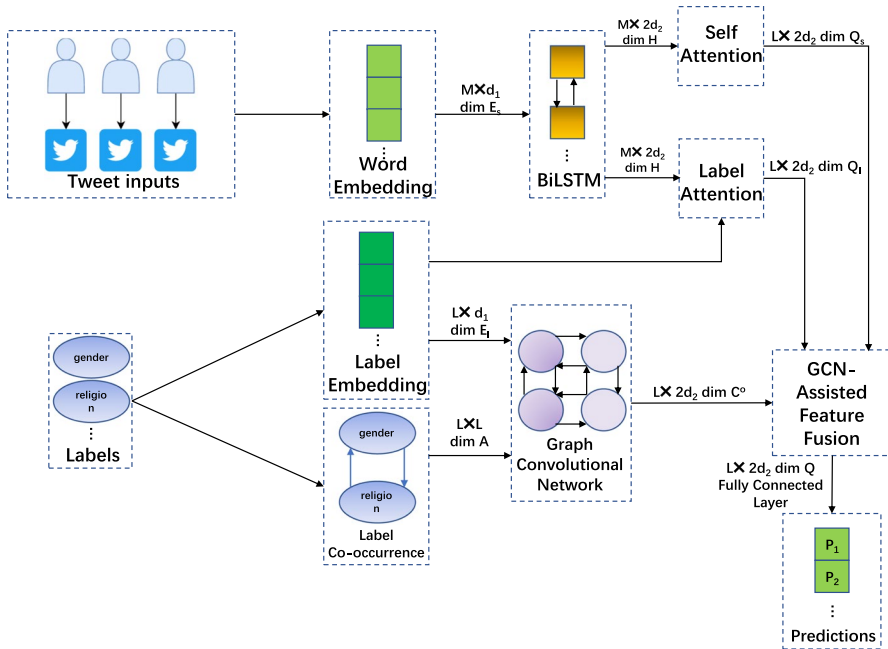 Tweet inputs
⋮
Word
Embedding
M✕d₁
dim Eₛ
⋮
BiLSTM
M✕ 2d₂
dim H
Self
Attention
L✕ 2d₂ dim Qₛ
M✕ 2d₂
dim H
Label
Attention
L✕ 2d₂ dim Qₗ
gender
religio
n
⋮
Labels
⋮
Label
Embedding
L✕ d₁
dim Eₗ
gender
religio
n
Label
Co-occurrence
L✕L
dim A
Graph
Convolutional
Network
L✕ 2d₂ dim Cᵒ
GCN-
Assisted
Feature
Fusion
L✕ 2d₂ dim Q
Fully Connected
Layer
P₁
P₂
⋮
Predictions